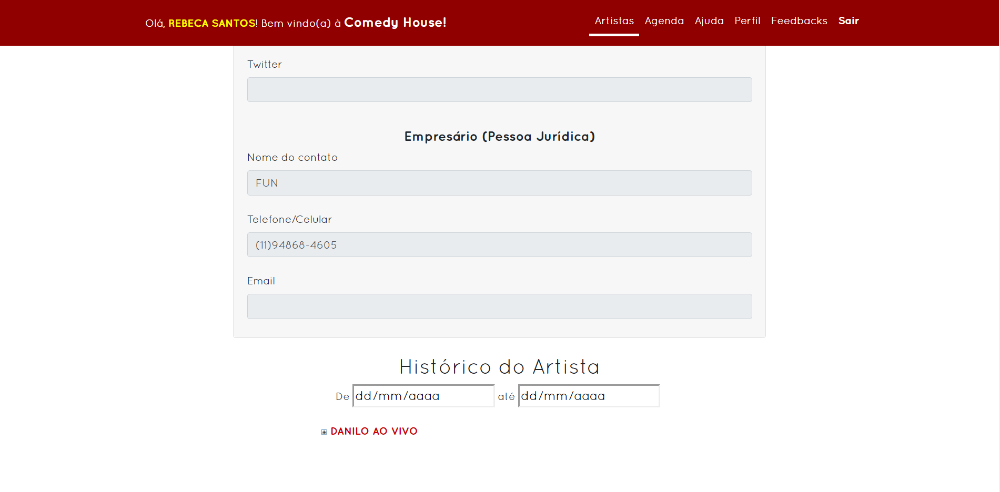 Olá, REBECA SANTOS! Bem vindo(a) à Comedy House!
Artistas Agenda Ajuda Perfil Feedbacks Sair
Twitter
Empresário (Pessoa Jurídica)
Nome do contato
FUN
Telefone/Celular
(11)94868-4605
Email
Histórico do Artista
De dd/mm/aaaa até dd/mm/aaaa
DANILO AO VIVO